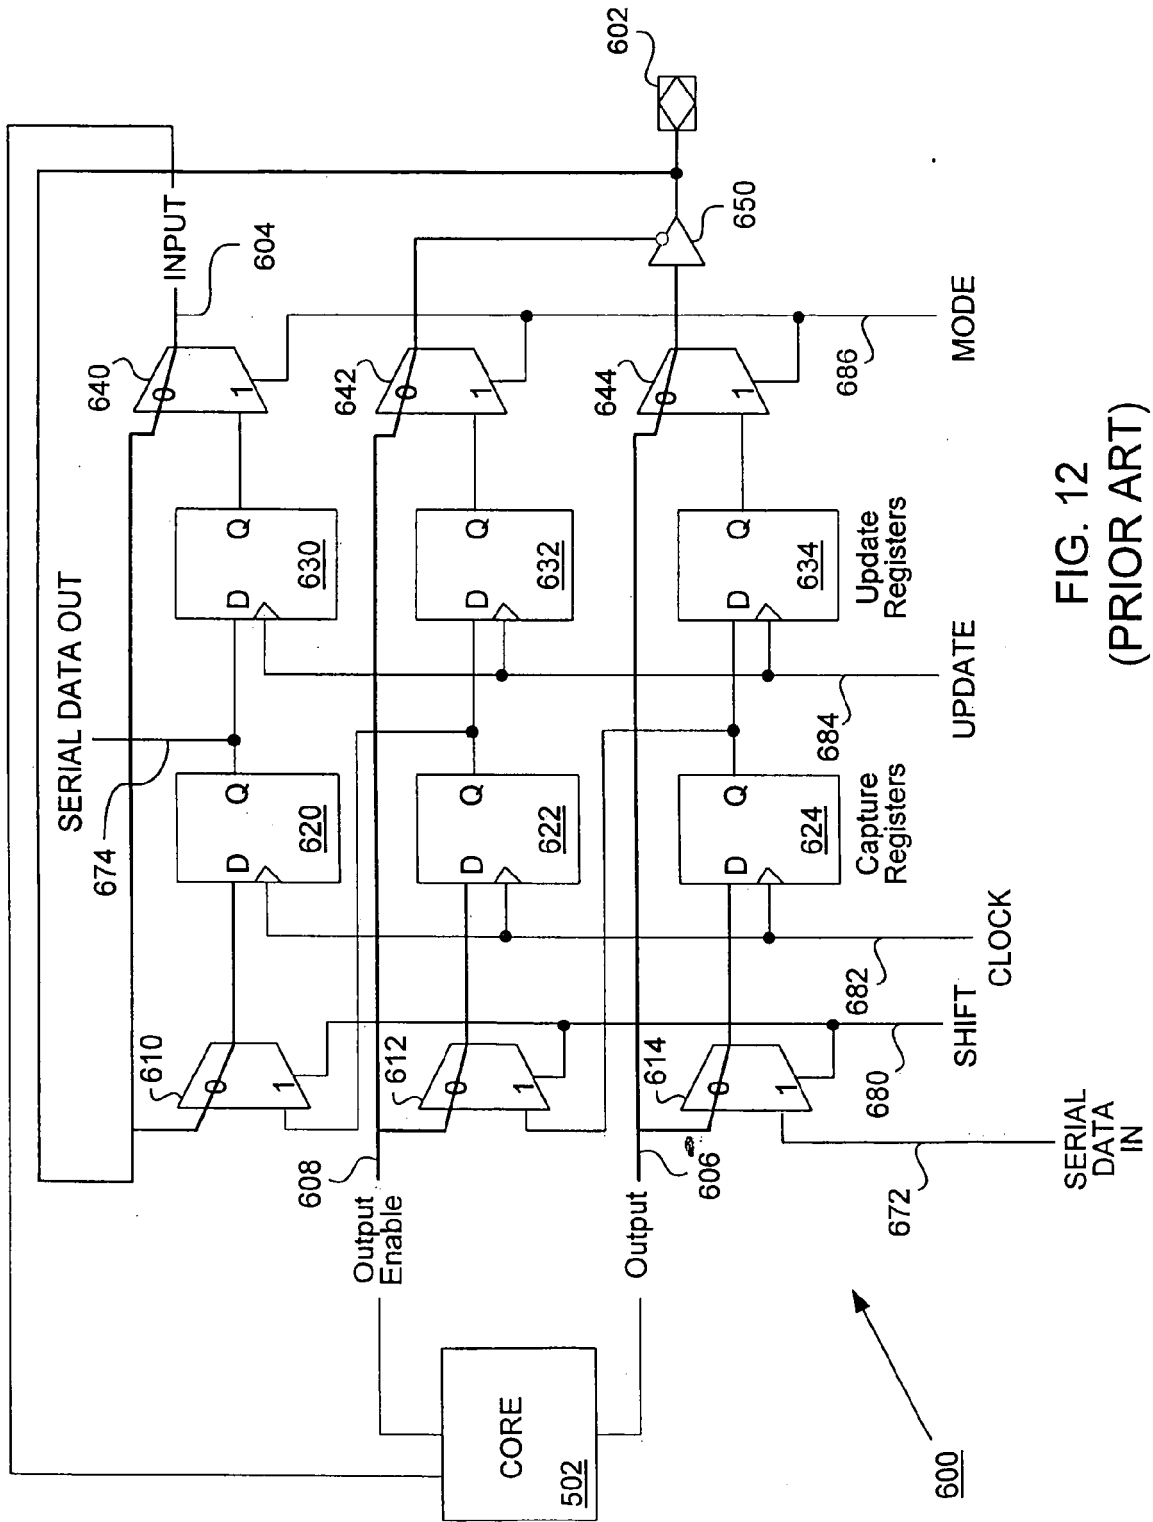 602
650
INPUT
604
MODE
686
640
0
1
642
0
1
644
0
1
SERIAL DATA OUT
674
D
Q
630
D
Q
632
D
Q
634
Update
Registers
UPDATE
684
D
Q
620
D
Q
622
D
Q
624
Capture
Registers
CLOCK
682
SHIFT
680
610
0
1
612
0
1
614
0
1
SERIAL
DATA
IN
672
608
Output
Enable
606
Output
CORE
502
600
FIG. 12
(PRIOR ART)